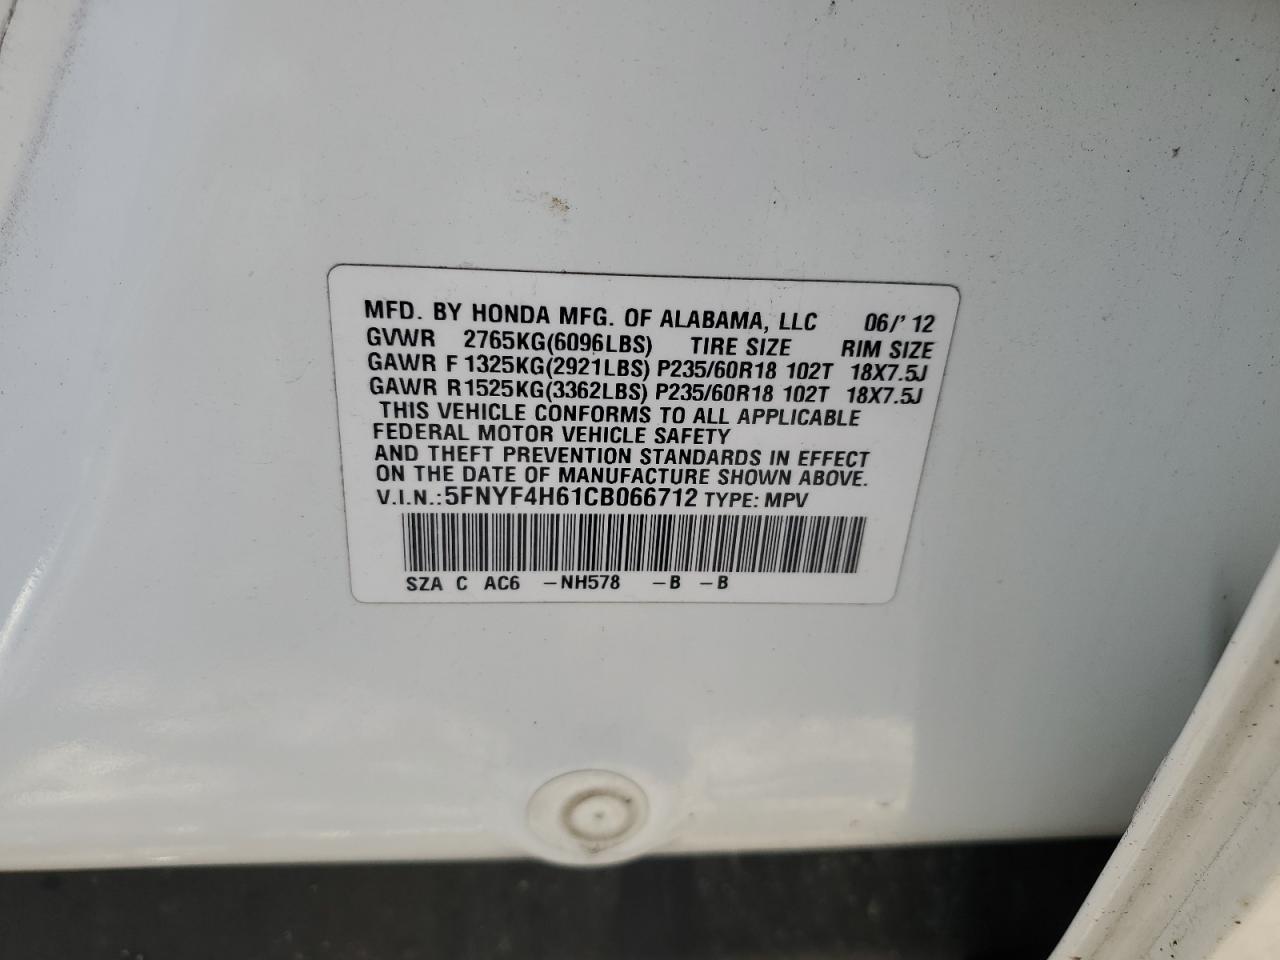 MFD. BY HONDA MFG. OF ALABAMA, LLC 06/'12
GVWR 2765KG(6096LBS) TIRE SIZE RIM SIZE
GAWR F 1325KG(2921LBS) P235/60R18 102T 18X7.5J
GAWR R1525KG(3362LBS) P235/60R18 102T 18X7.5J
THIS VEHICLE CONFORMS TO ALL APPLICABLE
FEDERAL MOTOR VEHICLE SAFETY
AND THEFT PREVENTION STANDARDS IN EFFECT
ON THE DATE OF MANUFACTURE SHOWN ABOVE.
V.I.N.:5FNYF4H61CB066712 TYPE: MPV
SZA C AC6 -NH578 -B -B